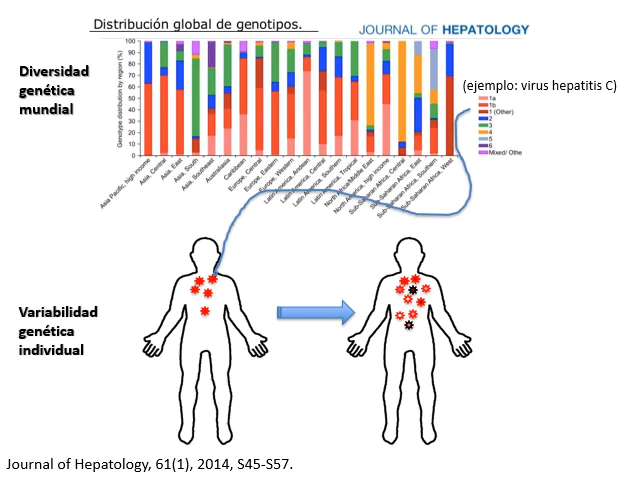 Distribución global de genotipos.
JOURNAL OF HEPATOLOGY
Diversidad
genética
mundial
(ejemplo: virus hepatitis C)
Genotype distribution by region (%)
100
90
80
70
60
50
40
30
20
10
0
Asia Pacific, high income
Asia, Central
Asia, East
Asia, South
Asia, Southeast
Australasia
Caribbean
Europe, Central
Europe, Eastern
Europe, Western
Latin America, Andean
Latin America, Central
Latin America, Southern
Latin America, Tropical
North Africa/Middle East
North America, high income
Sub-Saharan Africa, Central
Sub-Saharan Africa, East
Sub-Saharan Africa, Southern
Sub-Saharan Africa, West
1a
1b
1 (Other)
2
3
4
5
6
Mixed/ Othe
Variabilidad
genética
individual
Journal of Hepatology, 61(1), 2014, S45-S57.